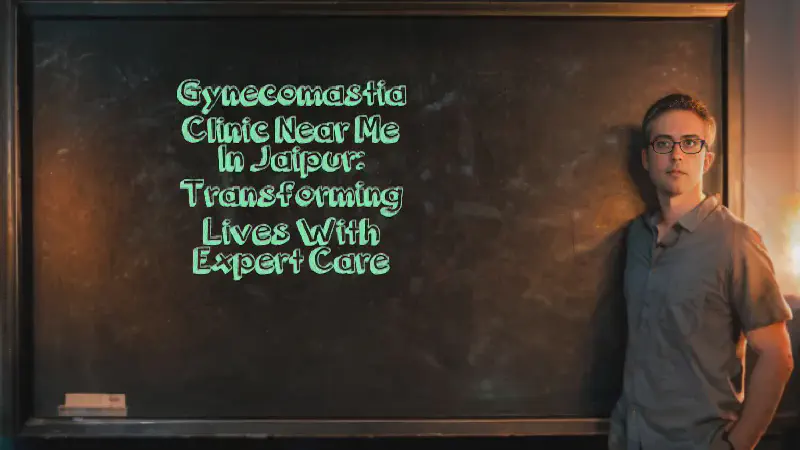 Gynecomastia
Clinic Near Me
In Jaipur:
Transforming
Lives With
Expert Care